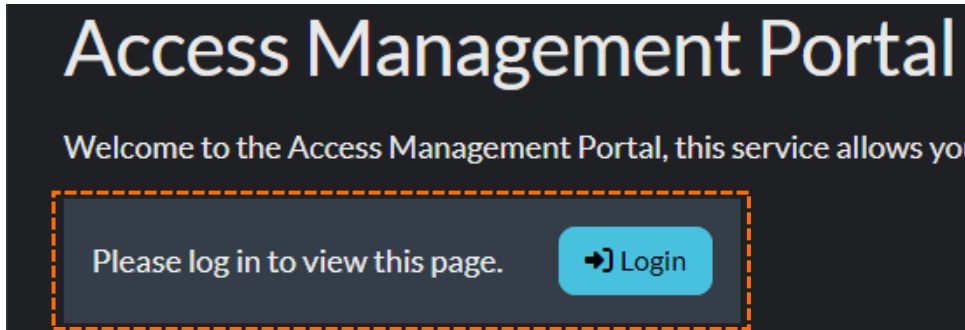 Access Management Portal
Welcome to the Access Management Portal, this service allows you
Please log in to view this page.
Login